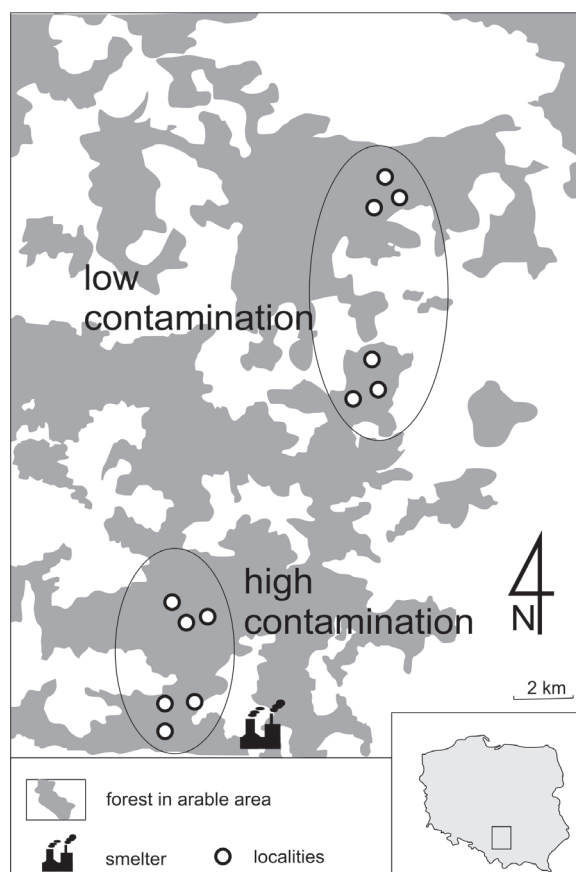 low
contamination
high
contamination
N
2 km
forest in arable area
smelter
localities